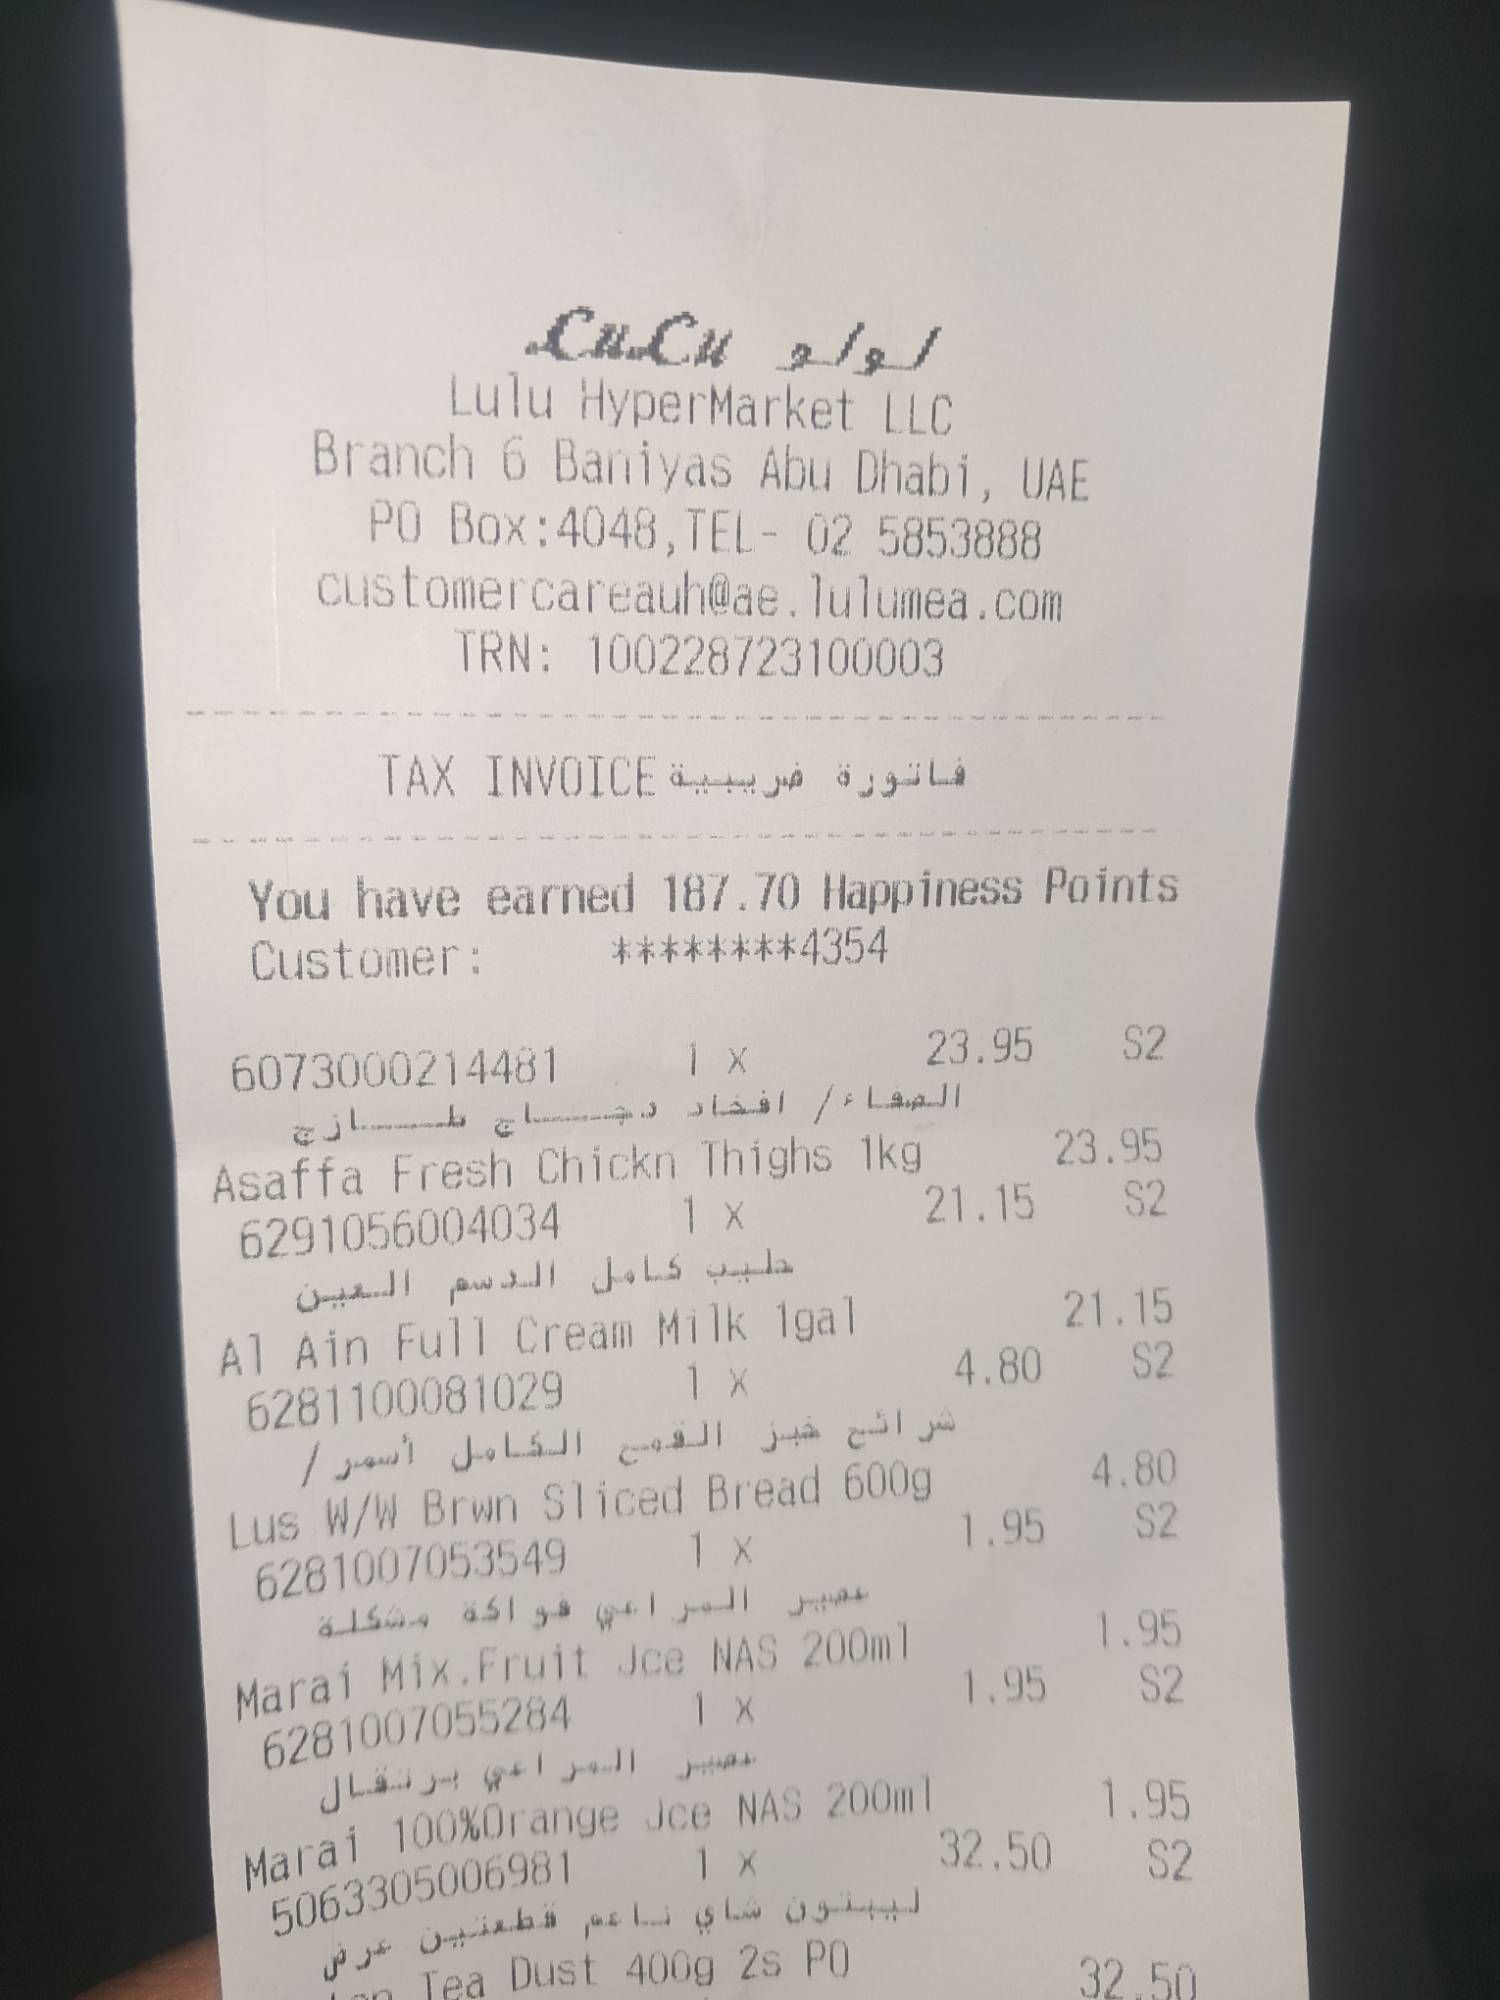 LuLu لولو
Lulu HyperMarket LLC
Branch 6 Baniyas Abu Dhabi, UAE
PO Box:4048,TEL- 02 5853888
customercareauh@ae.lulumea.com
TRN: 100228723100003
TAX INVOICE فاتورة ضريبية
You have earned 187.70 Happiness Points
Customer: ********4354
6073000214481 1 x 23.95 S2
الصفاء/ افخاد دجـــاج طـــازج
Asaffa Fresh Chickn Thighs 1kg 23.95
6291056004034 1 x 21.15 S2
حليب كامل الدسم العين
Al Ain Full Cream Milk 1gal 21.15
6281100081029 1 x 4.80 S2
شرائح خبز القمح الكامل أسمر /
Lus W/W Brwn Sliced Bread 600g 4.80
6281007053549 1 x 1.95 S2
عصير المراعي فواكة مشكلة
Marai Mix.Fruit Jce NAS 200ml 1.95
6281007055284 1 x 1.95 S2
عصير المراعي برتقال
Marai 100%Orange Jce NAS 200ml 1.95
5063305006981 1 x 32.50 S2
ليبتون شاي ناعم قطعتين عرض
Tea Dust 400g 2s PO 32.50